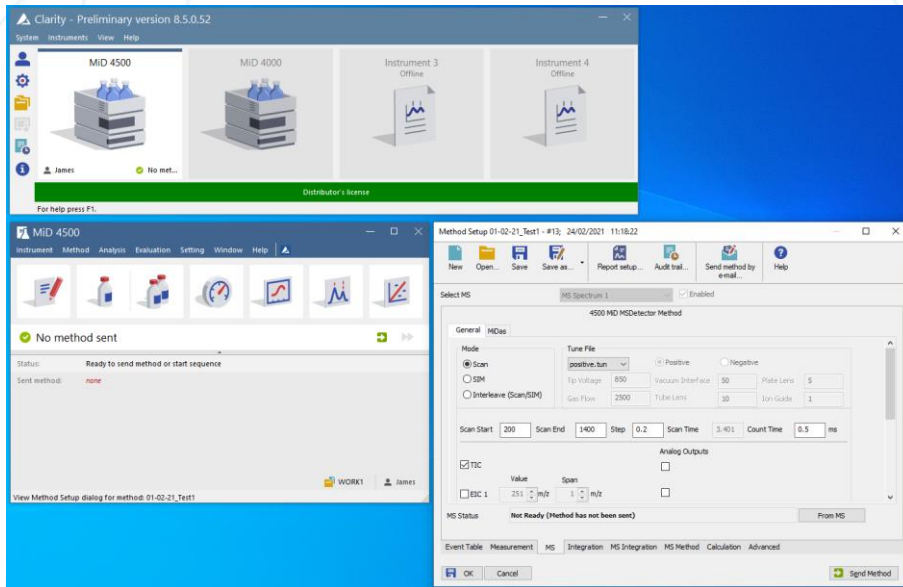 Clarity - Preliminary version 8.5.0.52
System Instruments View Help
MiD 4500
MiD 4000
Instrument 3
Offline
Instrument 4
Offline
James
No met...
Distributor's license
For help press F1.
MiD 4500
Instrument Method Analysis Evaluation Setting Window Help
No method sent
Status: Ready to send method or start sequence
Sent method: none
WORK1 James
View Method Setup dialog for method: 01-02-21_Test1
Method Setup 01-02-21_Test1 - #13; 24/02/2021 11:18:22
New Open... Save Save as... Report setup... Audit trail... Send method by e-mail... Help
Select MS MS Spectrum 1 Enabled
4500 MiD MSDetector Method
General MiDas
Mode Tune File
Scan positive.tun Positive Negative
SIM Tip Voltage 850 Vacuum Interface 50 Plate Lens 5
Interleave (Scan/SIM) Gas Flow 2500 Tube Lens 10 Ion Guide 1
Scan Start 200 Scan End 1400 Step 0.2 Scan Time 3.401 Count Time 0.5 ms
Analog Outputs
TIC
Value Span
EIC 1 251 m/z 1 m/z
MS Status Not Ready (Method has not been sent) From MS
Event Table Measurement MS Integration MS Integration MS Method Calculation Advanced
OK Cancel Send Method